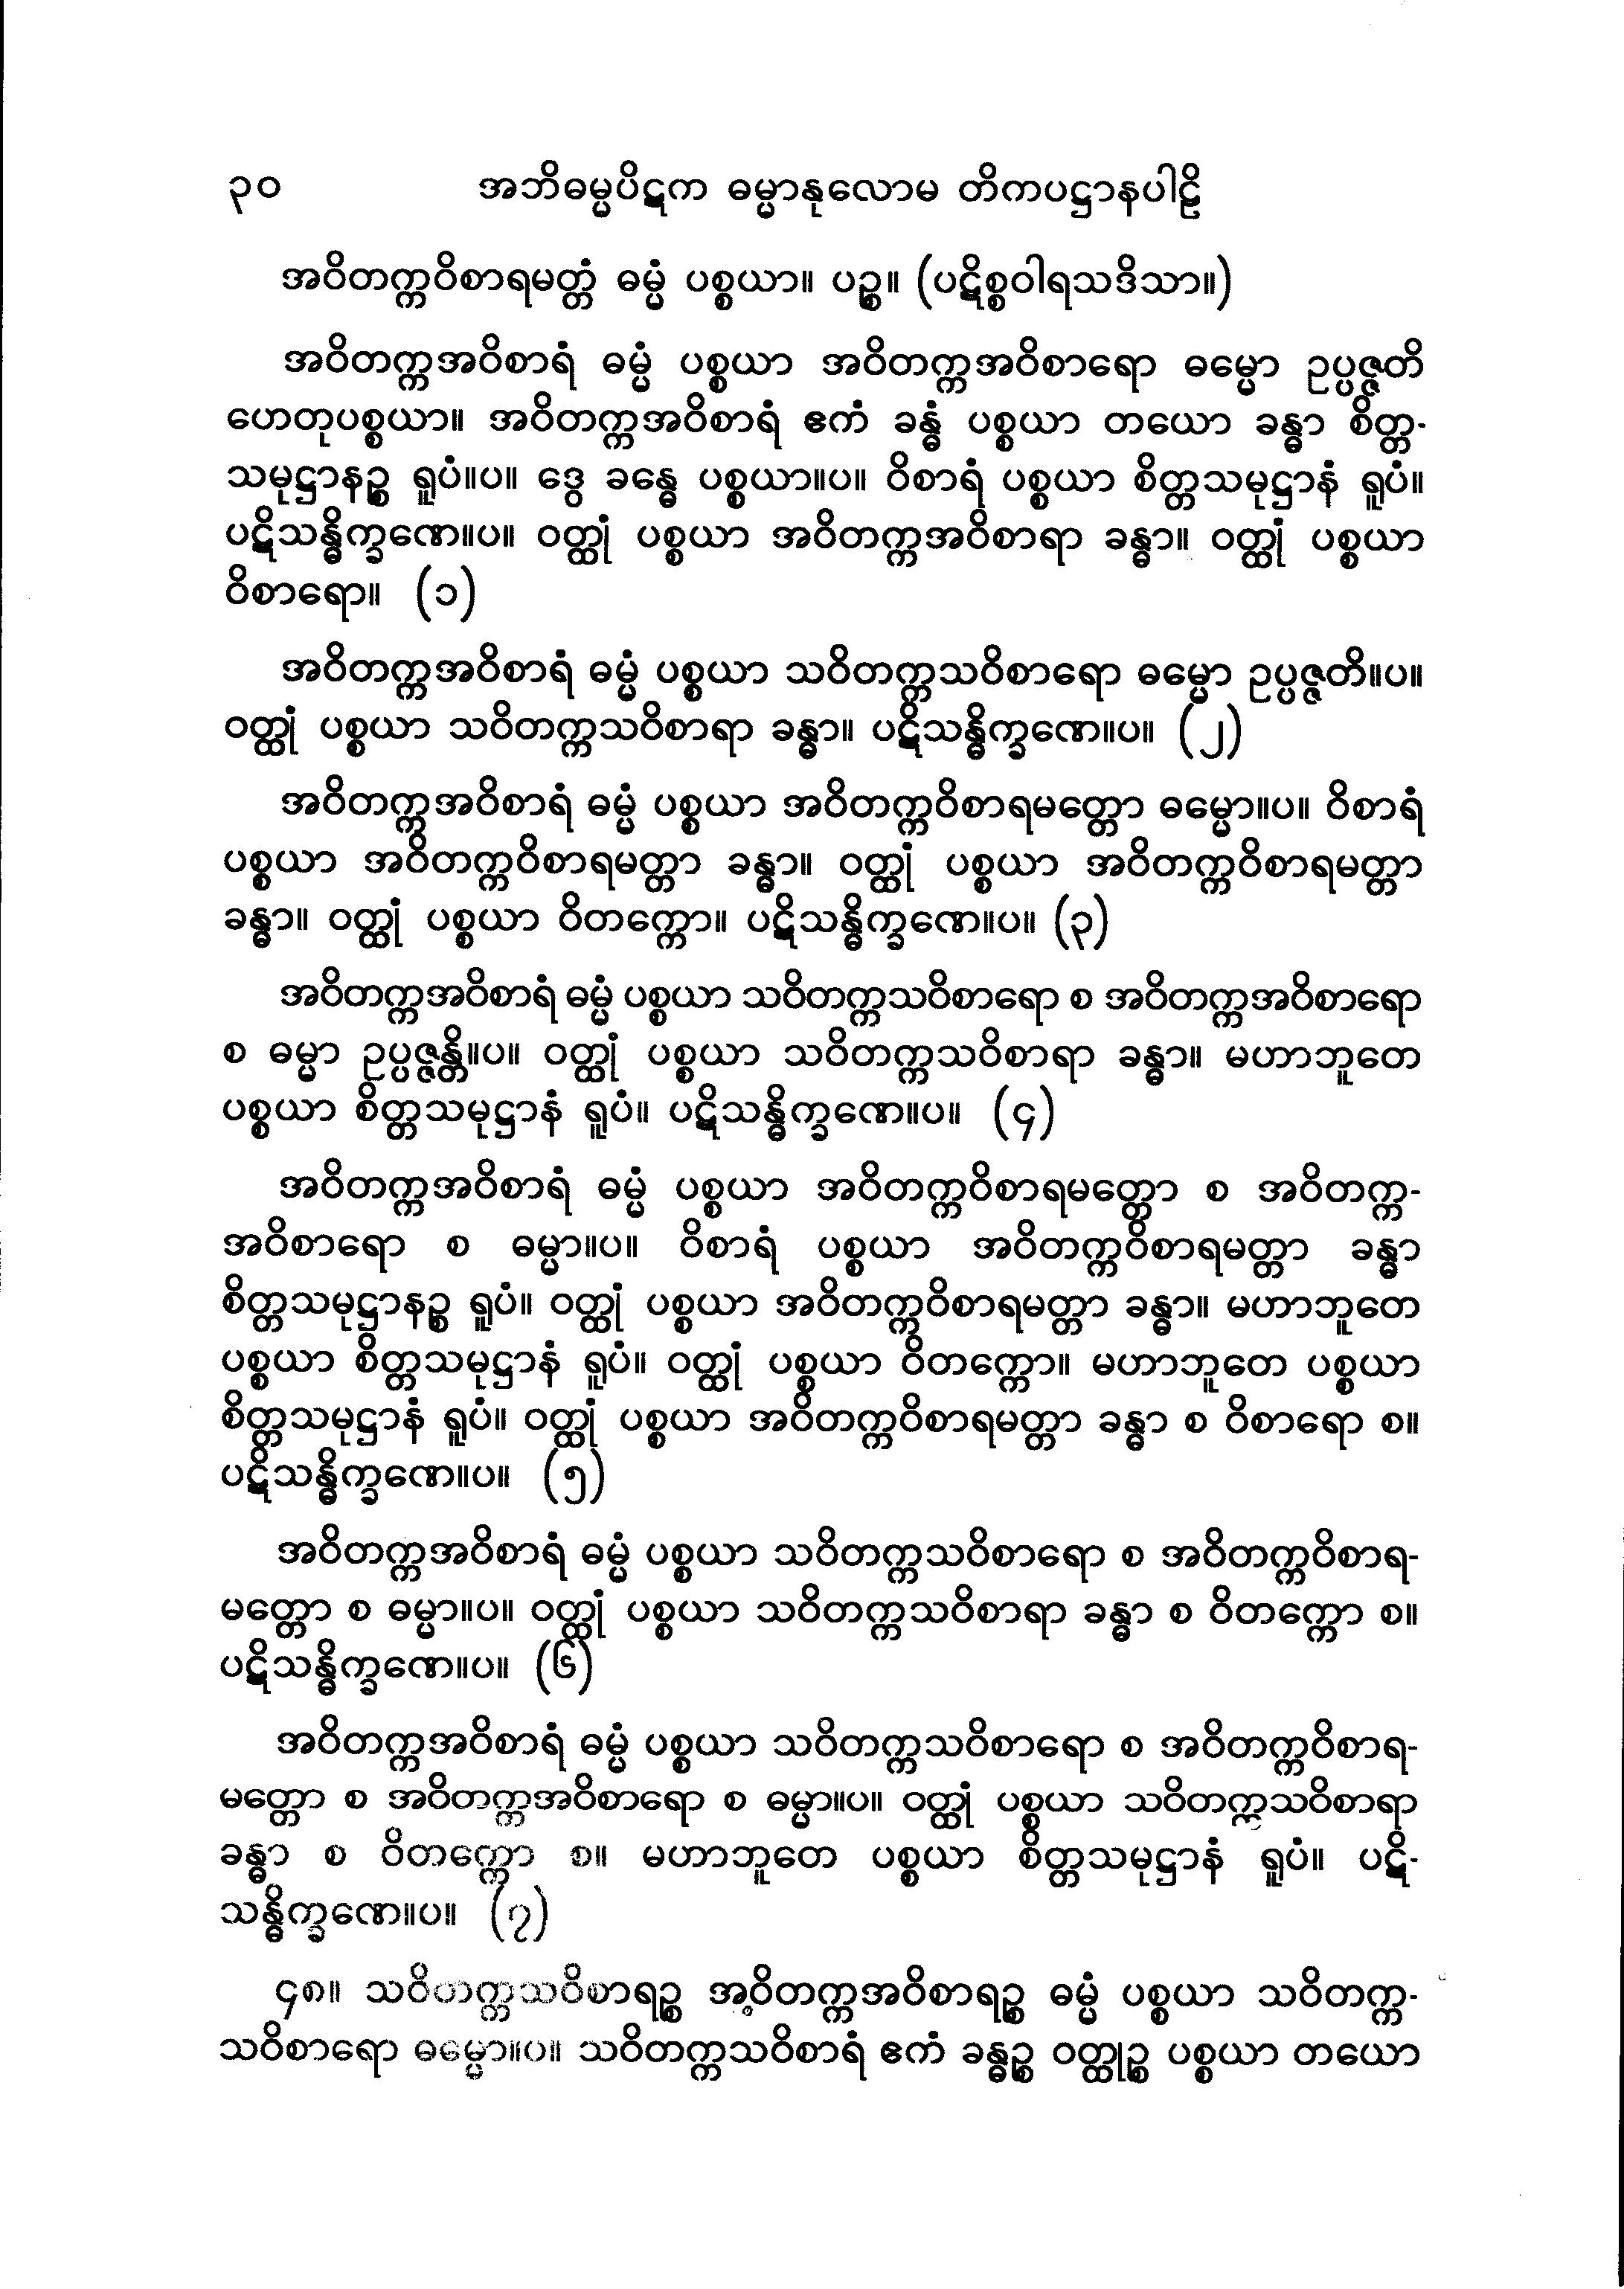 ၃၀ အဘိဓမ္မပိဋက ဓမ္မာနုလောမ တိကပဋ္ဌာနပါဠိ
အဝိတက္ကဝိစာရမတ္တံ ဓမ္မံ ပစ္စယာ။ ပဉ္စ။ (ပဋိစ္စဝါရသဒိသာ။)
အဝိတက္ကအဝိစာရံ ဓမ္မံ ပစ္စယာ အဝိတက္ကအဝိစာရော ဓမ္မော ဥပ္ပဇ္ဇတိ
ဟေတုပစ္စယာ။ အဝိတက္ကအဝိစာရံ ဧကံ ခန္ဓံ ပစ္စယာ တယော ခန္ဓာ စိတ္တ-
သမုဋ္ဌာနဉ္စ ရူပံ။ပ။ ဒွေ ခန္ဓေ ပစ္စယာ။ပ။ ဝိစာရံ ပစ္စယာ စိတ္တသမုဋ္ဌာနံ ရူပံ။
ပဋိသန္ဓိက္ခဏေ။ပ။ ဝတ္ထုံ ပစ္စယာ အဝိတက္ကအဝိစာရာ ခန္ဓာ။ ဝတ္ထုံ ပစ္စယာ
ဝိစာရော။ (၁)
အဝိတက္ကအဝိစာရံ ဓမ္မံ ပစ္စယာ သဝိတက္ကသဝိစာရော ဓမ္မော ဥပ္ပဇ္ဇတိ။ပ။
ဝတ္ထုံ ပစ္စယာ သဝိတက္ကသဝိစာရာ ခန္ဓာ။ ပဋိသန္ဓိက္ခဏေ။ပ။ (၂)
အဝိတက္ကအဝိစာရံ ဓမ္မံ ပစ္စယာ အဝိတက္ကဝိစာရမတ္တော ဓမ္မော။ပ။ ဝိစာရံ
ပစ္စယာ အဝိတက္ကဝိစာရမတ္တာ ခန္ဓာ။ ဝတ္ထုံ ပစ္စယာ အဝိတက္ကဝိစာရမတ္တာ
ခန္ဓာ။ ဝတ္ထုံ ပစ္စယာ ဝိတက္ကော။ ပဋိသန္ဓိက္ခဏေ။ပ။ (၃)
အဝိတက္ကအဝိစာရံ ဓမ္မံ ပစ္စယာ သဝိတက္ကသဝိစာရော စ အဝိတက္ကအဝိစာရော
စ ဓမ္မာ ဥပ္ပဇ္ဇန္တိ။ပ။ ဝတ္ထုံ ပစ္စယာ သဝိတက္ကသဝိစာရာ ခန္ဓာ။ မဟာဘူတေ
ပစ္စယာ စိတ္တသမုဋ္ဌာနံ ရူပံ။ ပဋိသန္ဓိက္ခဏေ။ပ။ (၄)
အဝိတက္ကအဝိစာရံ ဓမ္မံ ပစ္စယာ အဝိတက္ကဝိစာရမတ္တော စ အဝိတက္က-
အဝိစာရော စ ဓမ္မာ။ပ။ ဝိစာရံ ပစ္စယာ အဝိတက္ကဝိစာရမတ္တာ ခန္ဓာ
စိတ္တသမုဋ္ဌာနဉ္စ ရူပံ။ ဝတ္ထုံ ပစ္စယာ အဝိတက္ကဝိစာရမတ္တာ ခန္ဓာ။ မဟာဘူတေ
ပစ္စယာ စိတ္တသမုဋ္ဌာနံ ရူပံ။ ဝတ္ထုံ ပစ္စယာ ဝိတက္ကော။ မဟာဘူတေ ပစ္စယာ
စိတ္တသမုဋ္ဌာနံ ရူပံ။ ဝတ္ထုံ ပစ္စယာ အဝိတက္ကဝိစာရမတ္တာ ခန္ဓာ စ ဝိစာရော စ။
ပဋိသန္ဓိက္ခဏေ။ပ။ (၅)
အဝိတက္ကအဝိစာရံ ဓမ္မံ ပစ္စယာ သဝိတက္ကသဝိစာရော စ အဝိတက္ကဝိစာရ-
မတ္တော စ ဓမ္မာ။ပ။ ဝတ္ထုံ ပစ္စယာ သဝိတက္ကသဝိစာရာ ခန္ဓာ စ ဝိတက္ကော စ။
ပဋိသန္ဓိက္ခဏေ။ပ။ (၆)
အဝိတက္ကအဝိစာရံ ဓမ္မံ ပစ္စယာ သဝိတက္ကသဝိစာရော စ အဝိတက္ကဝိစာရ-
မတ္တော စ အဝိတက္ကအဝိစာရော စ ဓမ္မာ။ပ။ ဝတ္ထုံ ပစ္စယာ သဝိတက္ကသဝိစာရာ
ခန္ဓာ စ ဝိတက္ကော စ။ မဟာဘူတေ ပစ္စယာ စိတ္တသမုဋ္ဌာနံ ရူပံ။ ပဋိ-
သန္ဓိက္ခဏေ။ပ။ (၇)
၄၈။ သဝိတက္ကသဝိစာရဉ္စ အဝိတက္ကအဝိစာရဉ္စ ဓမ္မံ ပစ္စယာ သဝိတက္က-
သဝိစာရော ဓမ္မော။ပ။ သဝိတက္ကသဝိစာရံ ဧကံ ခန္ဓဉ္စ ဝတ္ထုဉ္စ ပစ္စယာ တယော